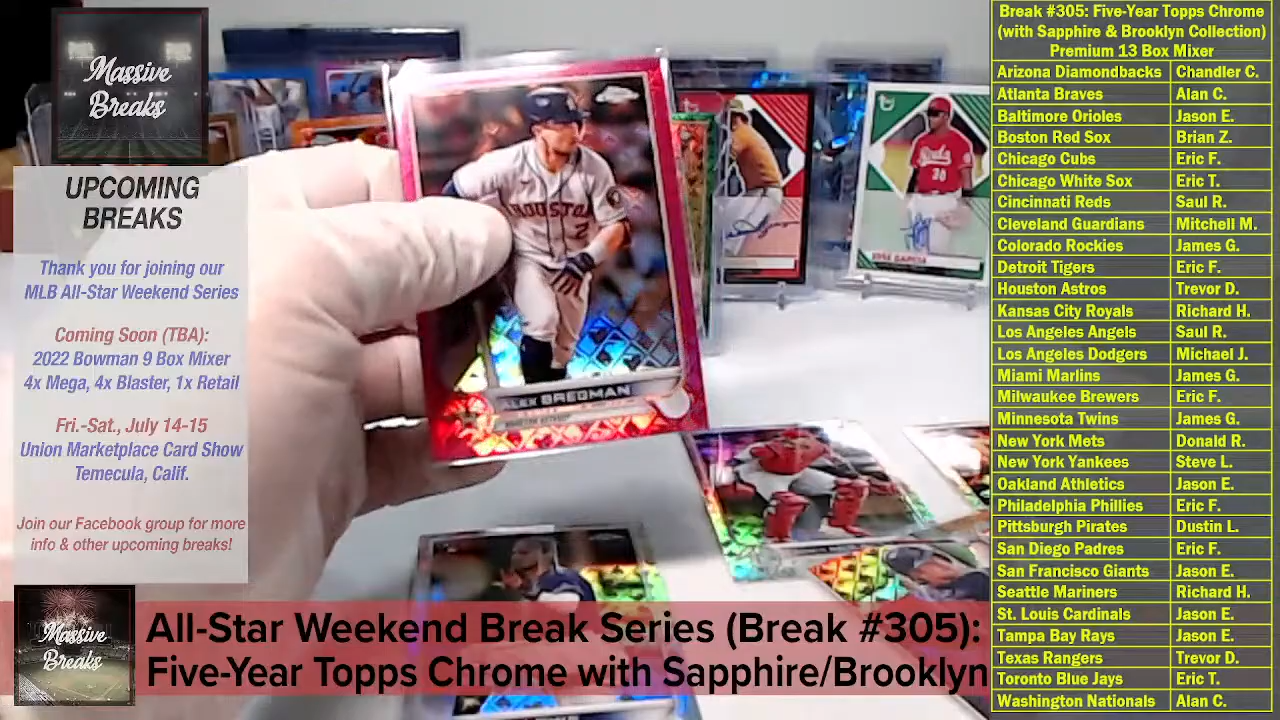 Massive
Breaks
UPCOMING
BREAKS
Thank you for joining our
MLB All-Star Weekend Series
Coming Soon (TBA):
2022 Bowman 9 Box Mixer
4x Mega, 4x Blaster, 1x Retail
Fri.-Sat., July 14-15
Union Marketplace Card Show
Temecula, Calif.
Join our Facebook group for more
info & other upcoming breaks!
HOUSTON
2
ALEX BREGMAN
Reds
JOSE GARCIA
Massive
Breaks
All-Star Weekend Break Series (Break #305):
Five-Year Topps Chrome with Sapphire/Brooklyn
Break #305: Five-Year Topps Chrome
(with Sapphire & Brooklyn Collection)
Premium 13 Box Mixer
Arizona Diamondbacks Chandler C.
Atlanta Braves Alan C.
Baltimore Orioles Jason E.
Boston Red Sox Brian Z.
Chicago Cubs Eric F.
Chicago White Sox Eric T.
Cincinnati Reds Saul R.
Cleveland Guardians Mitchell M.
Colorado Rockies James G.
Detroit Tigers Eric F.
Houston Astros Trevor D.
Kansas City Royals Richard H.
Los Angeles Angels Saul R.
Los Angeles Dodgers Michael J.
Miami Marlins James G.
Milwaukee Brewers Eric F.
Minnesota Twins James G.
New York Mets Donald R.
New York Yankees Steve L.
Oakland Athletics Jason E.
Philadelphia Phillies Eric F.
Pittsburgh Pirates Dustin L.
San Diego Padres Eric F.
San Francisco Giants Jason E.
Seattle Mariners Richard H.
St. Louis Cardinals Jason E.
Tampa Bay Rays Jason E.
Texas Rangers Trevor D.
Toronto Blue Jays Eric T.
Washington Nationals Alan C.